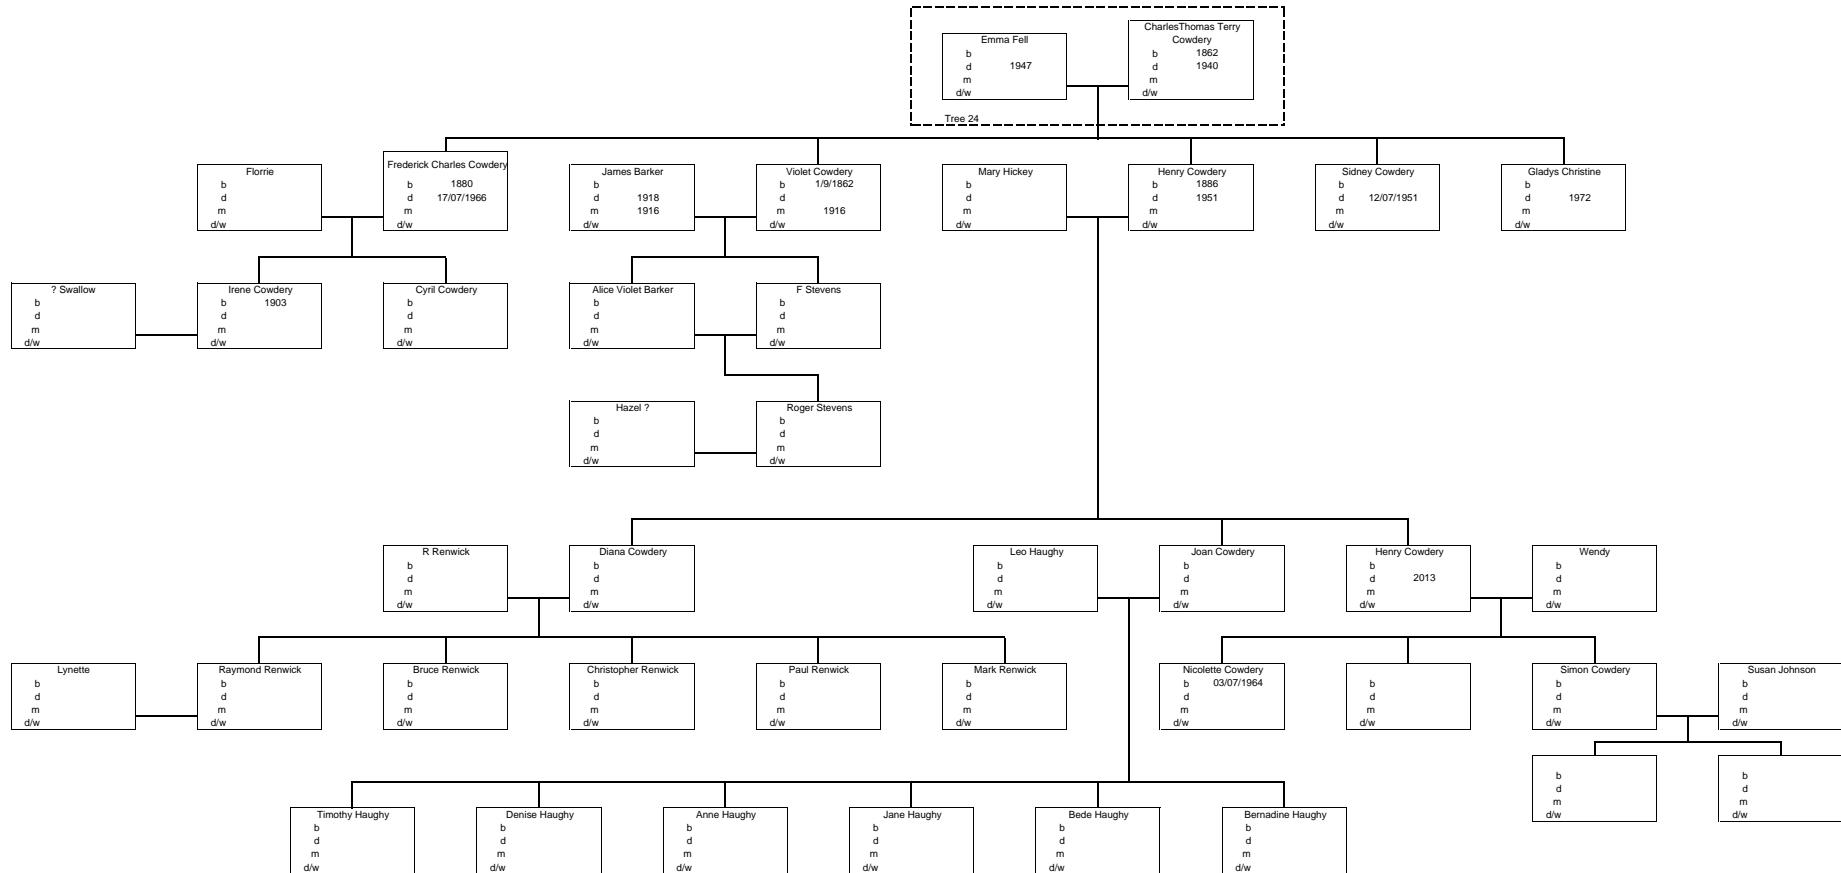 CharlesThomas Terry
Cowdery
b 1862
d 1940
m
d/w
Emma Fell
b
d 1947
m
d/w
Tree 24
Florrie
b
d
m
d/w
Frederick Charles Cowdery
b 1880
d 17/07/1966
m
d/w
James Barker
b
d 1918
m 1916
d/w
Violet Cowdery
b 1/9/1862
d
m 1916
d/w
Mary Hickey
b
d
m
d/w
Henry Cowdery
b 1886
d 1951
m
d/w
Sidney Cowdery
b
d 12/07/1951
m
d/w
Gladys Christine
b
d 1972
m
d/w
? Swallow
b
d
m
d/w
Irene Cowdery
b 1903
d
m
d/w
Cyril Cowdery
b
d
m
d/w
Alice Violet Barker
b
d
m
d/w
F Stevens
b
d
m
d/w
Hazel ?
b
d
m
d/w
Roger Stevens
b
d
m
d/w
R Renwick
b
d
m
d/w
Diana Cowdery
b
d
m
d/w
Leo Haughy
b
d
m
d/w
Joan Cowdery
b
d
m
d/w
Henry Cowdery
b
d 2013
m
d/w
Wendy
b
d
m
d/w
Lynette
b
d
m
d/w
Raymond Renwick
b
d
m
d/w
Bruce Renwick
b
d
m
d/w
Christopher Renwick
b
d
m
d/w
Paul Renwick
b
d
m
d/w
Mark Renwick
b
d
m
d/w
Nicolette Cowdery
b 03/07/1964
d
m
d/w
b
d
m
d/w
Simon Cowdery
b
d
m
d/w
Susan Johnson
b
d
m
d/w
b
d
m
d/w
b
d
m
d/w
Timothy Haughy
b
d
m
d/w
Denise Haughy
b
d
m
d/w
Anne Haughy
b
d
m
d/w
Jane Haughy
b
d
m
d/w
Bede Haughy
b
d
m
d/w
Bernadine Haughy
b
d
m
d/w